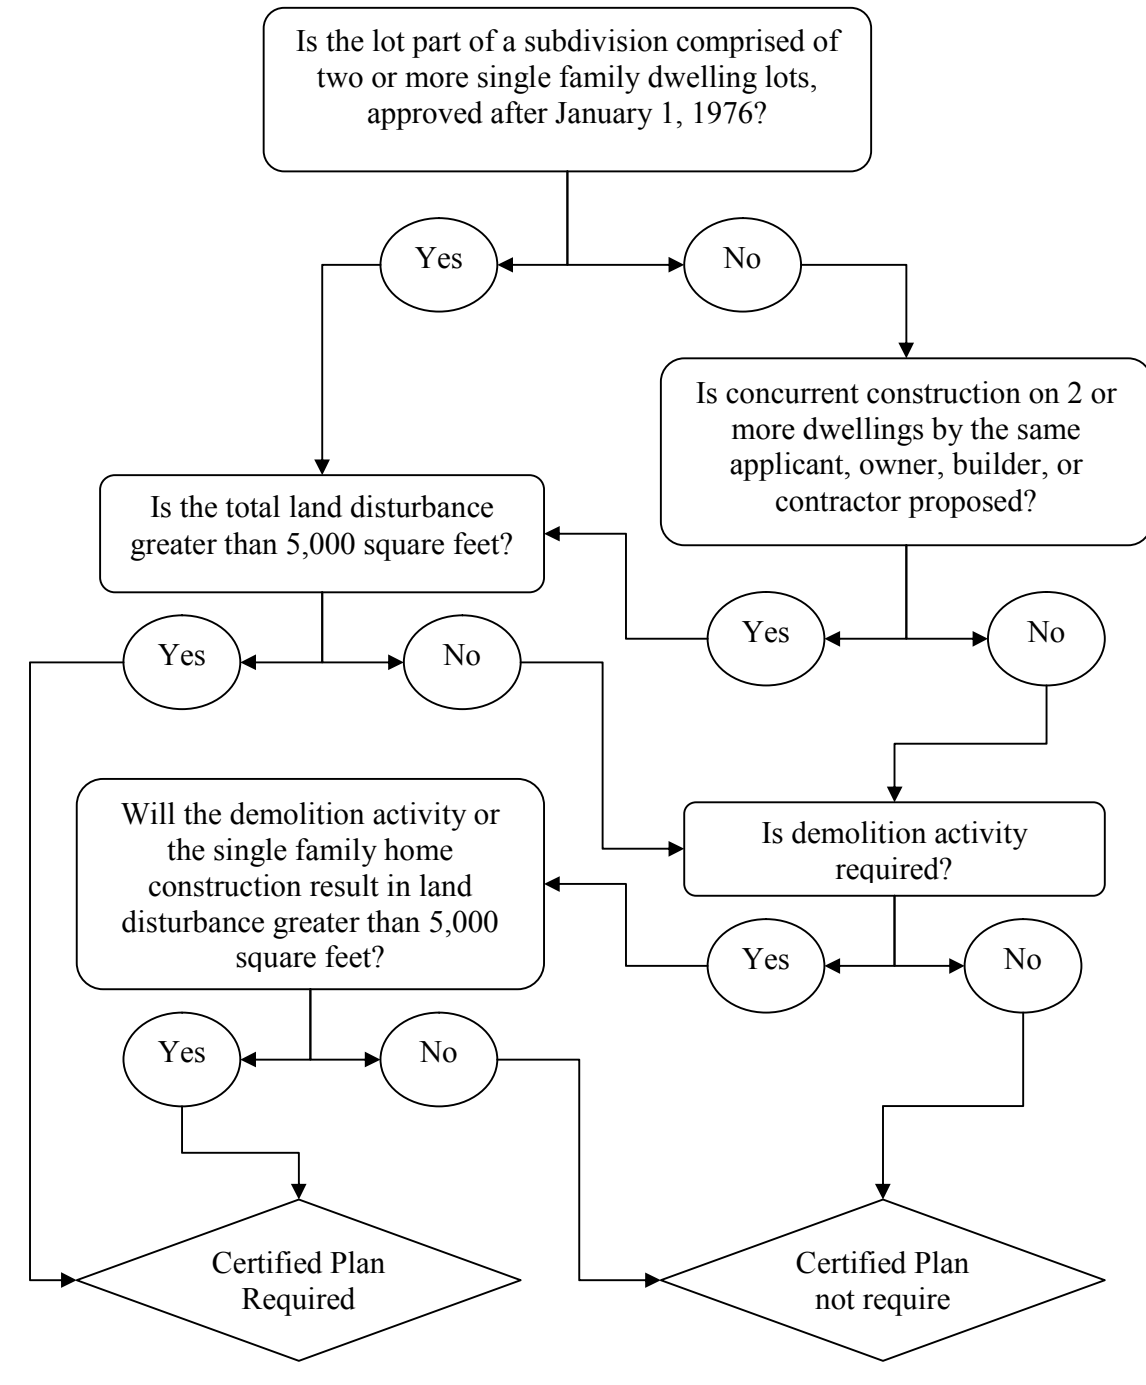 Is the lot part of a subdivision comprised of
two or more single family dwelling lots,
approved after January 1, 1976?
Yes
No
Is concurrent construction on 2 or
more dwellings by the same
applicant, owner, builder, or
contractor proposed?
Is the total land disturbance
greater than 5,000 square feet?
Yes
No
Yes
No
Will the demolition activity or
the single family home
construction result in land
disturbance greater than 5,000
square feet?
Is demolition activity
required?
Yes
No
Yes
No
Certified Plan
Required
Certified Plan
not require